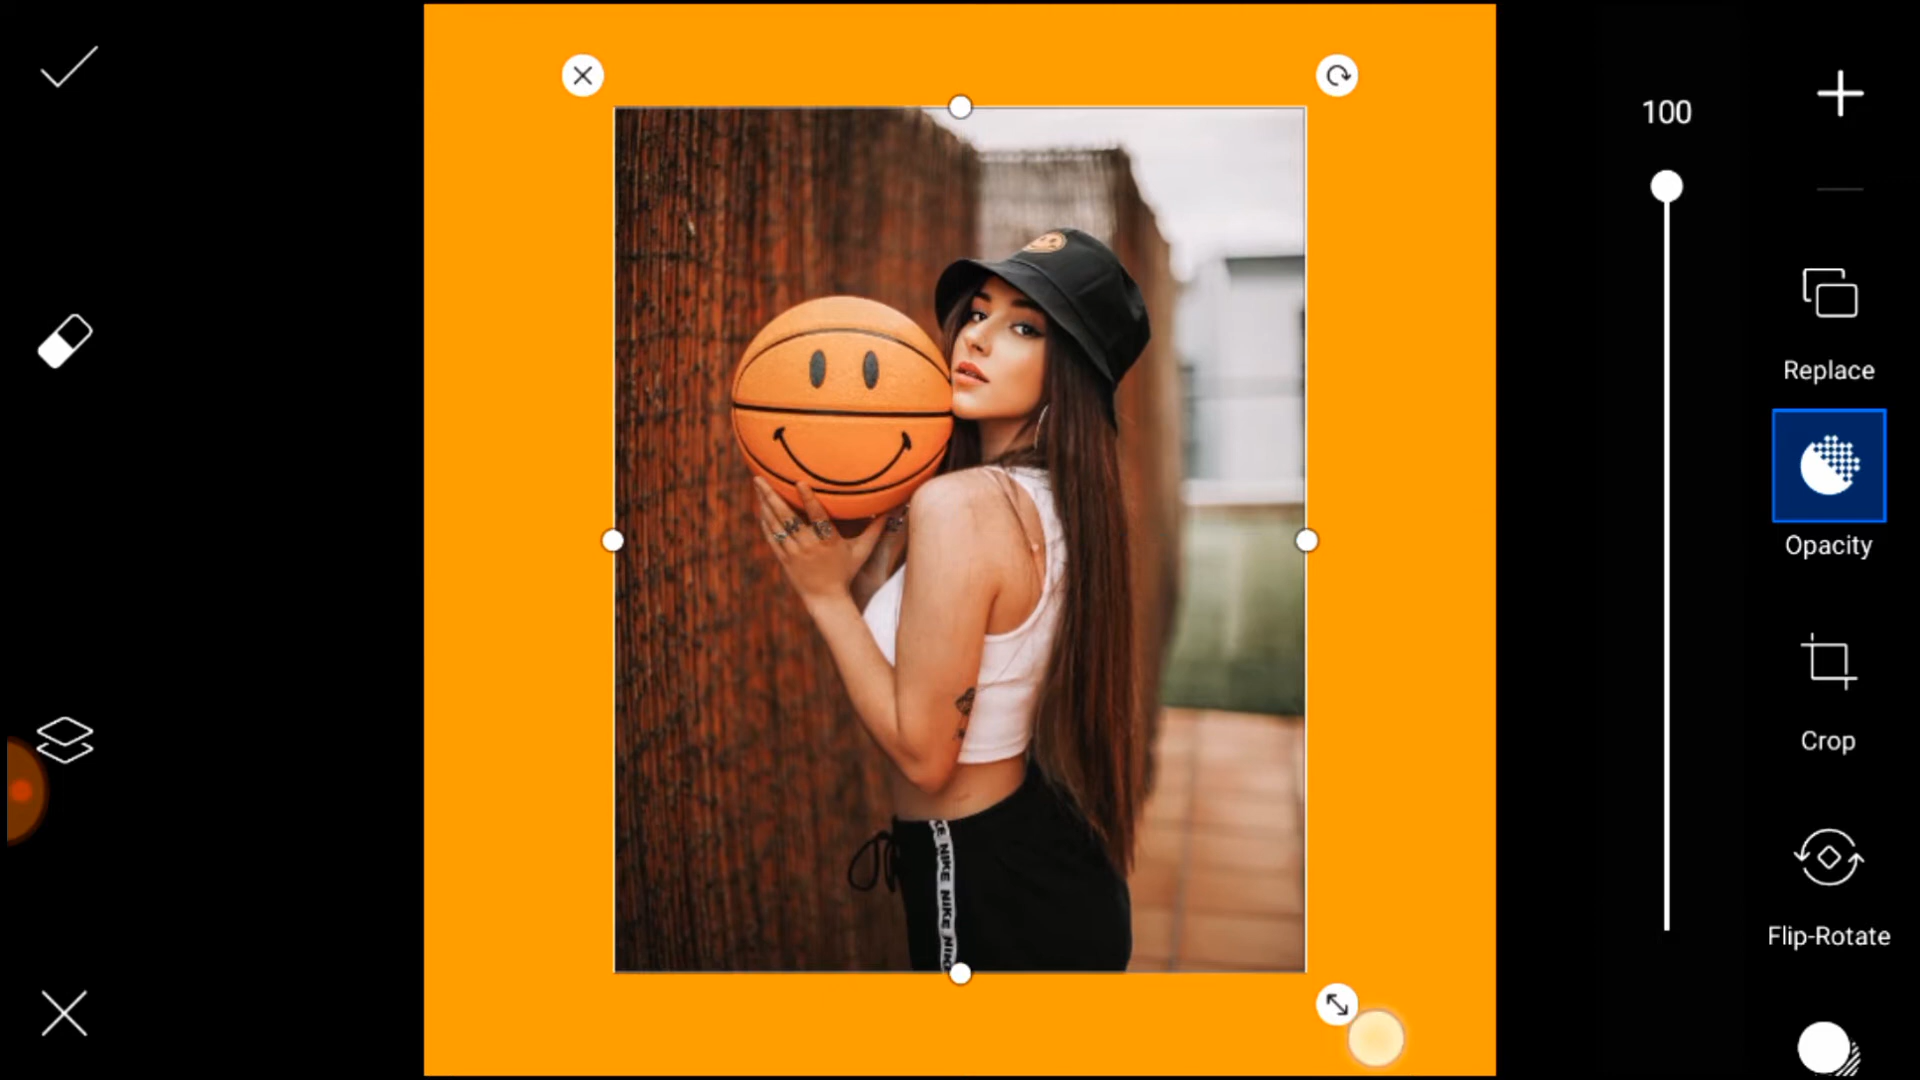 100
Replace
Opacity
Crop
Flip-Rotate
NIKE NIKE